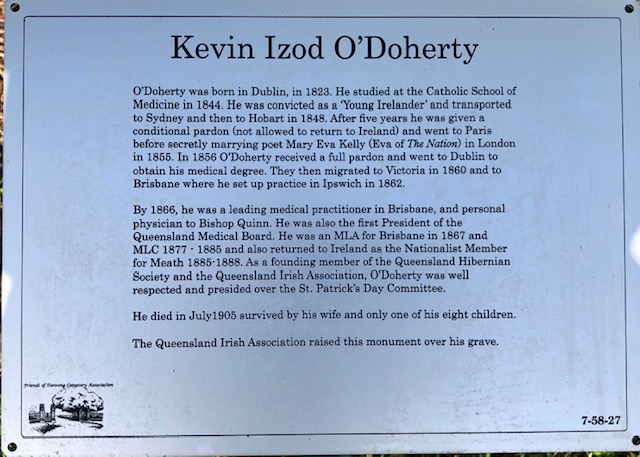 Kevin Izod O'Doherty
O'Doherty was born in Dublin, in 1823. He studied at the Catholic School of
Medicine in 1844. He was convicted as a 'Young Irelander' and transported
to Sydney and then to Hobart in 1848. After five years he was given a
conditional pardon (not allowed to return to Ireland) and went to Paris
before secretly marrying poet Mary Eva Kelly (Eva of The Nation) in London
in 1855. In 1856 O'Doherty received a full pardon and went to Dublin to
obtain his medical degree. They then migrated to Victoria in 1860 and to
Brisbane where he set up practice in Ipswich in 1862.
By 1866, he was a leading medical practitioner in Brisbane, and personal
physician to Bishop Quinn. He was also the first President of the
Queensland Medical Board. He was an MLA for Brisbane in 1867 and
MLC 1877 - 1885 and also returned to Ireland as the Nationalist Member
for Meath 1885-1888. As a founding member of the Queensland Hibernian
Society and the Queensland Irish Association, O'Doherty was well
respected and presided over the St. Patrick's Day Committee.
He died in July1905 survived by his wife and only one of his eight children.
The Queensland Irish Association raised this monument over his grave.
Friends of Toowong Cemetery Association
7-58-27